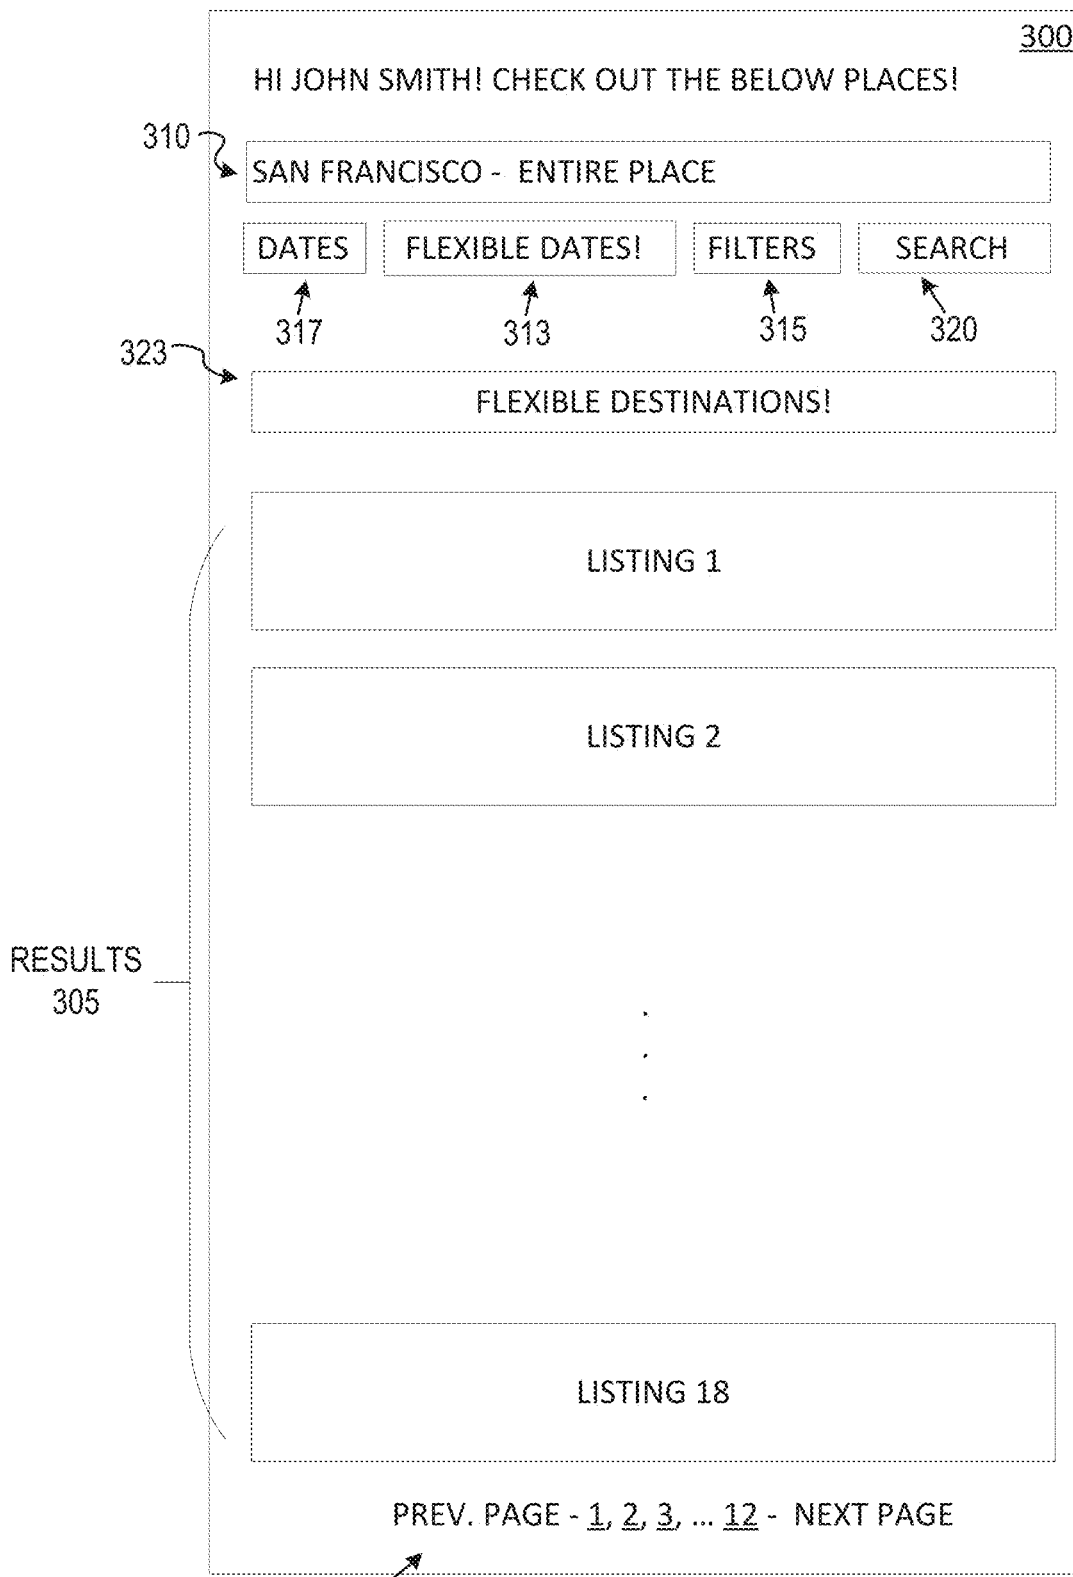 300
HI JOHN SMITH! CHECK OUT THE BELOW PLACES!
310
SAN FRANCISCO - ENTIRE PLACE
DATES FLEXIBLE DATES! FILTERS SEARCH
317 313 315 320
323
FLEXIBLE DESTINATIONS!
LISTING 1
LISTING 2
RESULTS
305
.
.
.
LISTING 18
PREV. PAGE - 1, 2, 3, ... 12 - NEXT PAGE